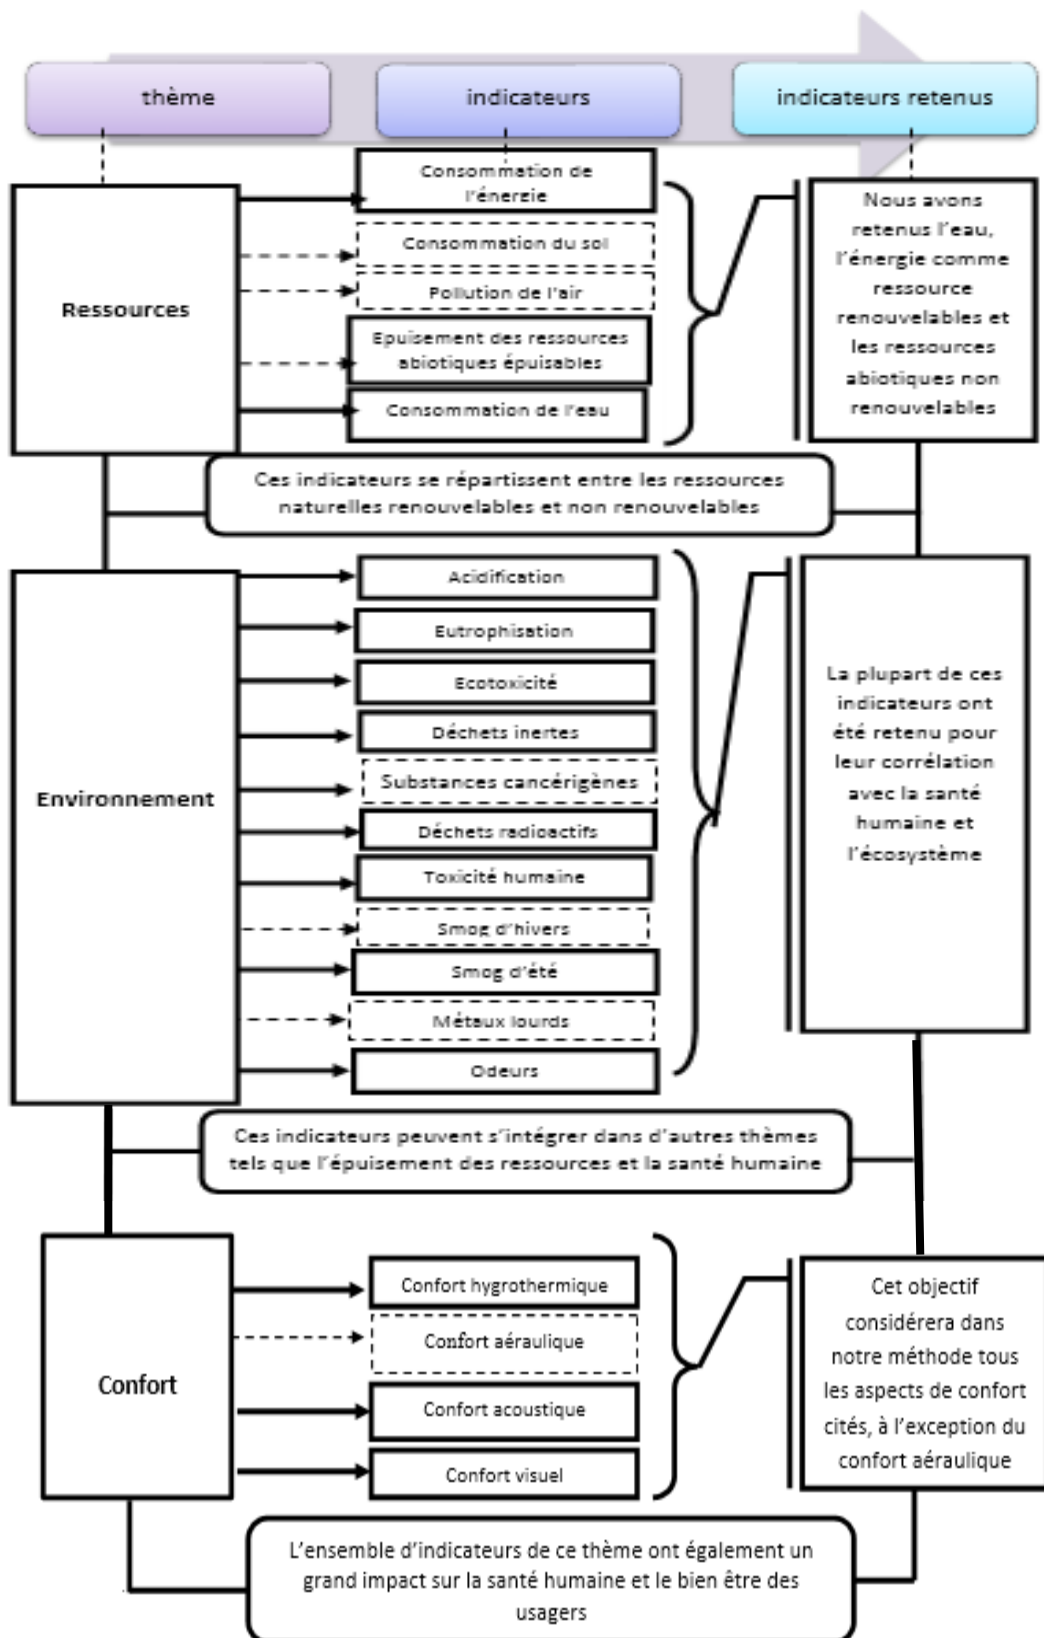 thème
indicateurs
indicateurs retenus
Ressources
Consommation de
l'énergie
Consommation du sol
Pollution de l'air
Epuisement des ressources
abiotiques épuisables
Consommation de l'eau
Nous avons
retenus l'eau,
l'énergie comme
ressource
renouvelables et
les ressources
abiotiques non
renouvelables
Ces indicateurs se répartissent entre les ressources
naturelles renouvelables et non renouvelables
Environnement
Acidification
Eutrophisation
Ecotoxicité
Déchets inertes
Substances cancérigènes
Déchets radioactifs
Toxicité humaine
Smog d'hivers
Smog d'été
Métaux lourds
Odeurs
La plupart de ces
indicateurs ont
été retenu pour
leur corrélation
avec la santé
humaine et
l'écosystème
Ces indicateurs peuvent s'intégrer dans d'autres thèmes
tels que l'épuisement des ressources et la santé humaine
Confort
Confort hygrothermique
Confort aéraulique
Confort acoustique
Confort visuel
Cet objectif
considérera dans
notre méthode tous
les aspects de confort
cités, à l'exception du
confort aéraulique
L'ensemble d'indicateurs de ce thème ont également un
grand impact sur la santé humaine et le bien être des
usagers